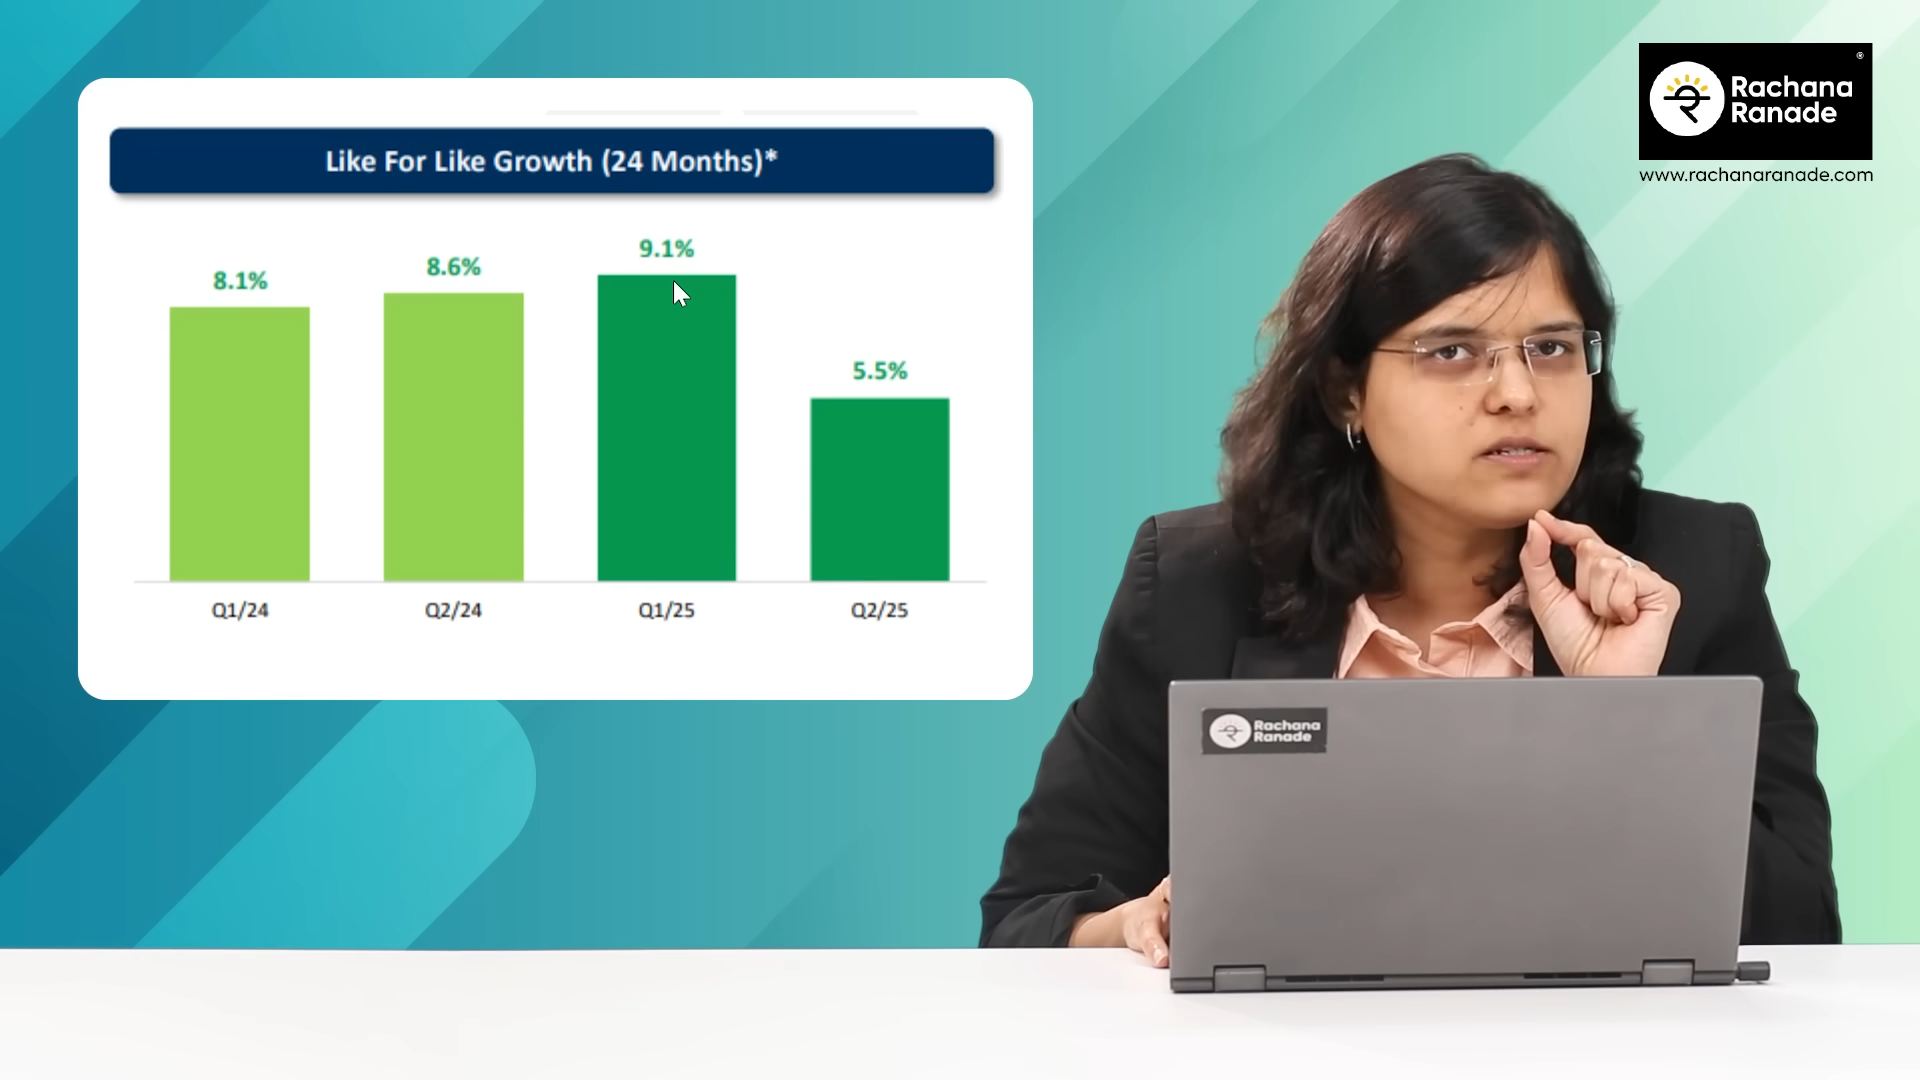 Like For Like Growth (24 Months)*
8.1%
8.6%
9.1%
5.5%
Q1/24
Q2/24
Q1/25
Q2/25
®
Rachana
Ranade
www.rachanaranade.com
Rachana
Ranade